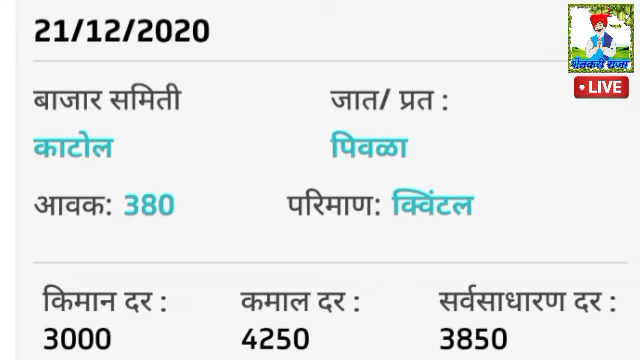 21/12/2020
शेतकरी राजा
LIVE
बाजार समिती जात/ प्रत :
काटोल पिवळा
आवक: 380 परिमाण: क्विंटल
किमान दर : कमाल दर : सर्वसाधारण दर :
3000 4250 3850